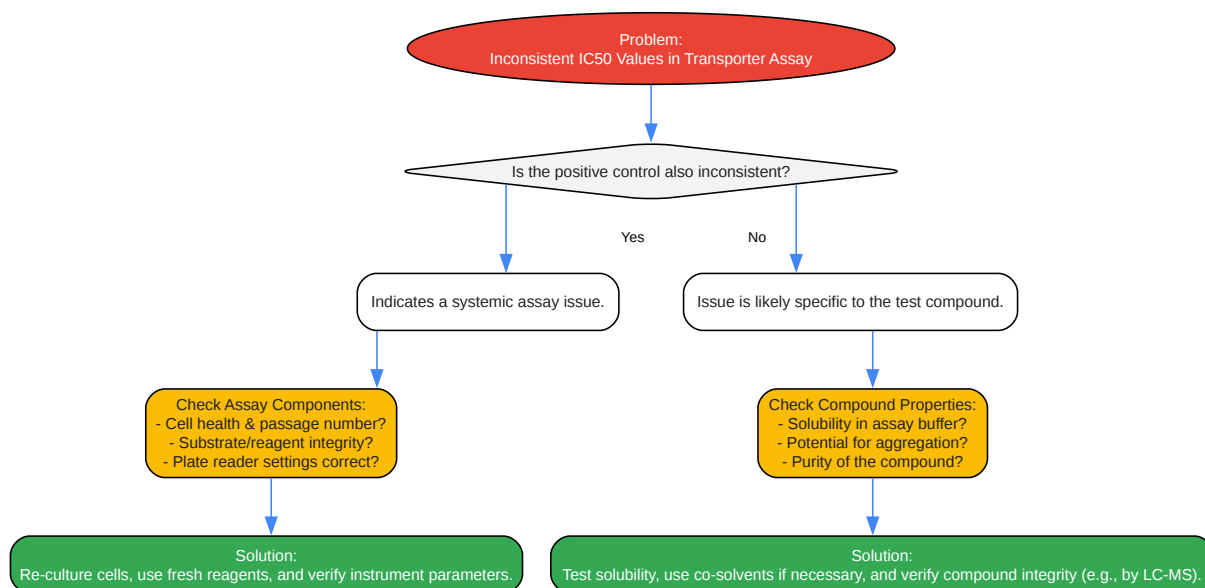 Problem:
Inconsistent IC50 Values in Transporter Assay
Is the positive control also inconsistent?
Yes
No
Indicates a systemic assay issue.
Issue is likely specific to the test compound.
Check Assay Components:
- Cell health & passage number?
- Substrate/reagent integrity?
- Plate reader settings correct?
Check Compound Properties:
- Solubility in assay buffer?
- Potential for aggregation?
- Purity of the compound?
Solution:
Re-culture cells, use fresh reagents, and verify instrument parameters.
Solution:
Test solubility, use co-solvents if necessary, and verify compound integrity (e.g., by LC-MS).